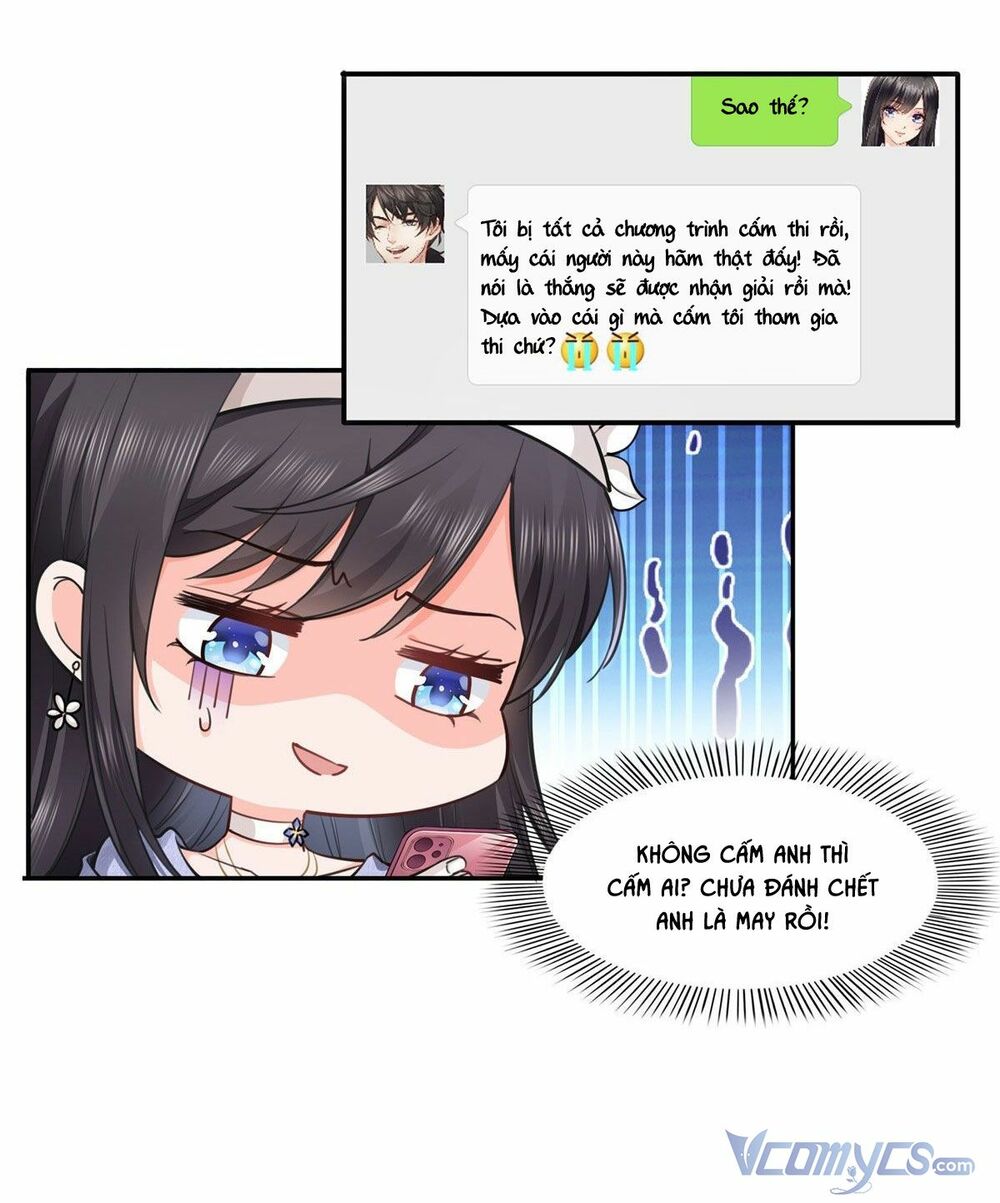 Sao thế?
Tôi bị tất cả chương trình cấm thi rồi,
mấy cái người này hãm thật đấy! Đã
nói là thắng sẽ được nhận giải rồi mà!
Dựa vào cái gì mà cấm tôi tham gia
thi chứ?😭😭
KHÔNG CẤM ANH THÌ
CẤM AI? CHƯA ĐÁNH CHẾT
ANH LÀ MAY RỒI!
VCOMYCS.com